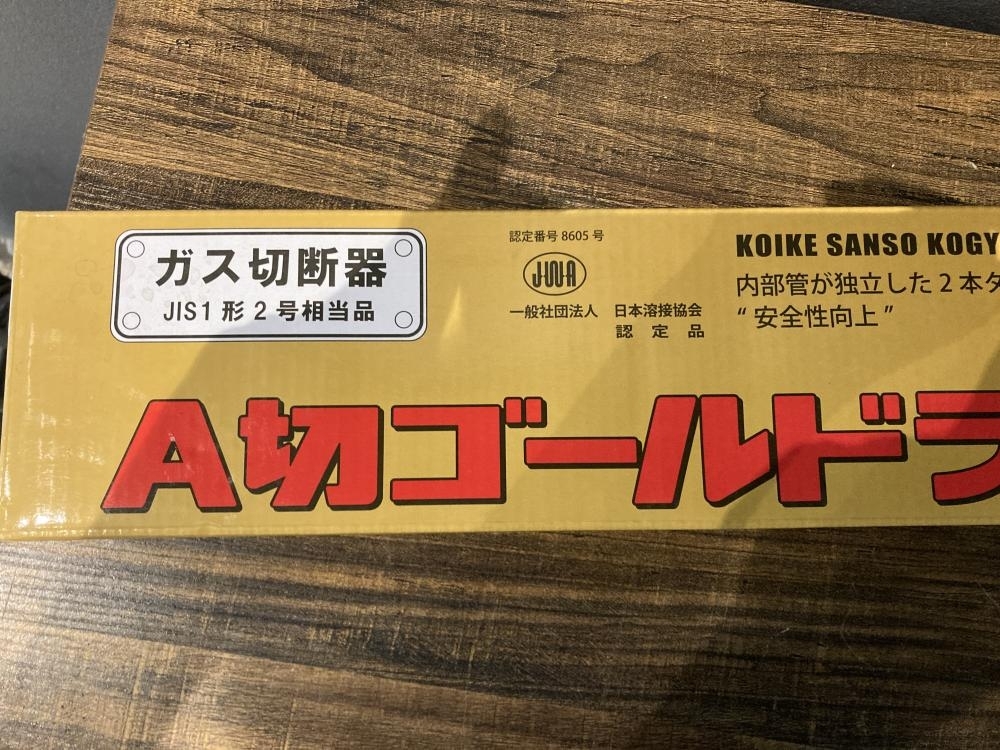 ガス切断器
JIS1形2号相当品
認定番号 8605 号
JWA
一般社団法人 日本溶接協会
認 定 品
KOIKE SANSO KOGY
内部管が独立した2本タ
“安全性向上”
A切ゴールドラ